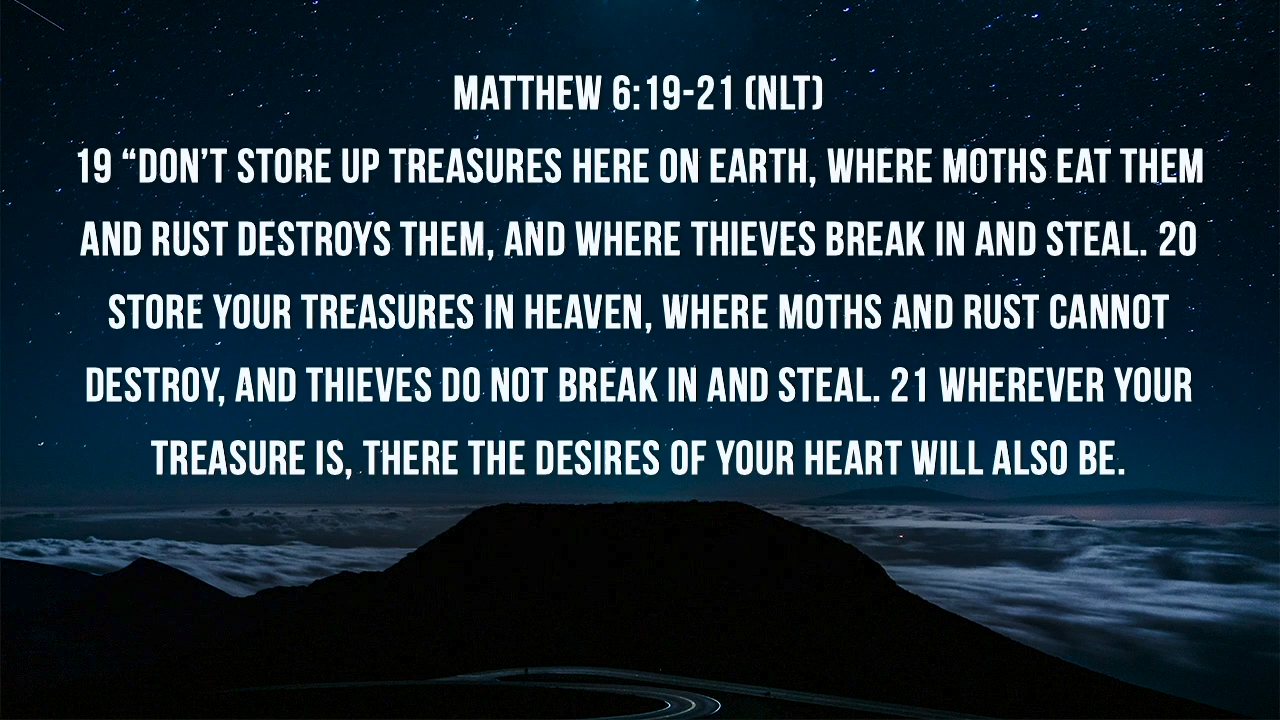 MATTHEW 6:19-21 (NLT)
19 “DON’T STORE UP TREASURES HERE ON EARTH, WHERE MOTHS EAT THEM
AND RUST DESTROYS THEM, AND WHERE THIEVES BREAK IN AND STEAL. 20
STORE YOUR TREASURES IN HEAVEN, WHERE MOTHS AND RUST CANNOT
DESTROY, AND THIEVES DO NOT BREAK IN AND STEAL. 21 WHEREVER YOUR
TREASURE IS, THERE THE DESIRES OF YOUR HEART WILL ALSO BE.